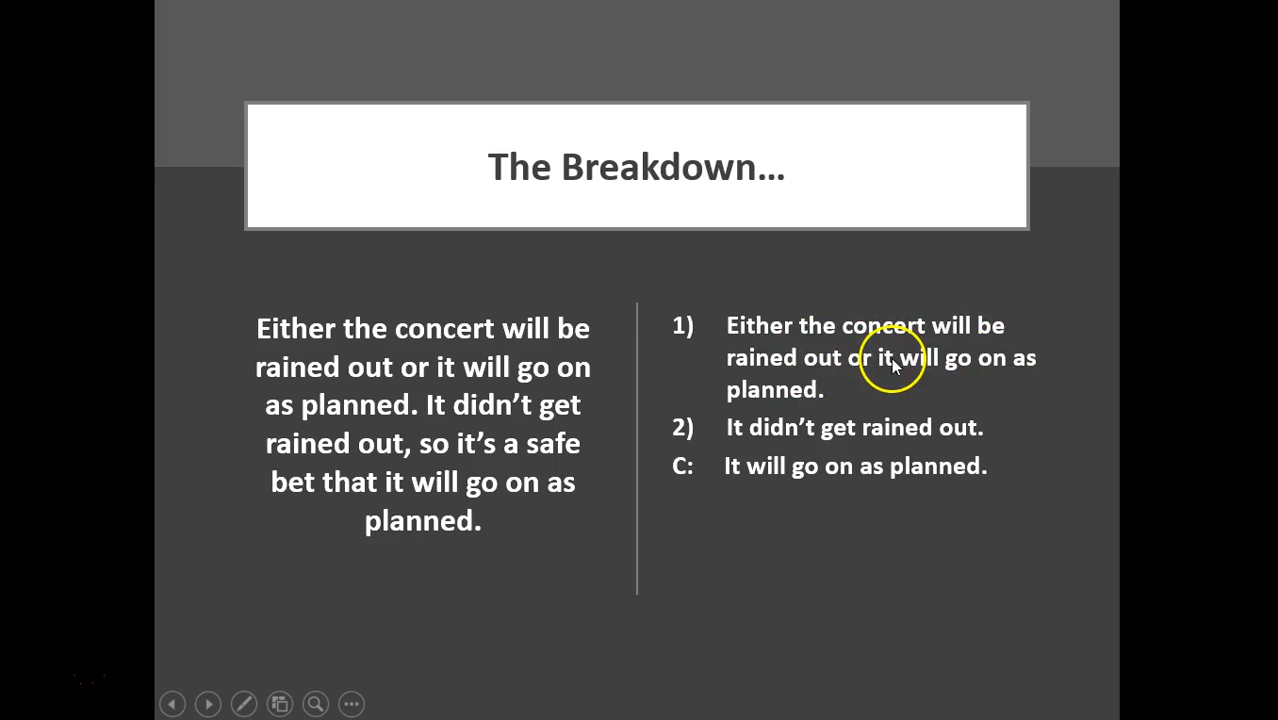 The Breakdown...
Either the concert will be
rained out or it will go on
as planned. It didn't get
rained out, so it's a safe
bet that it will go on as
planned.
1) Either the concert will be
rained out or it will go on as
planned.
2) It didn't get rained out.
C: It will go on as planned.